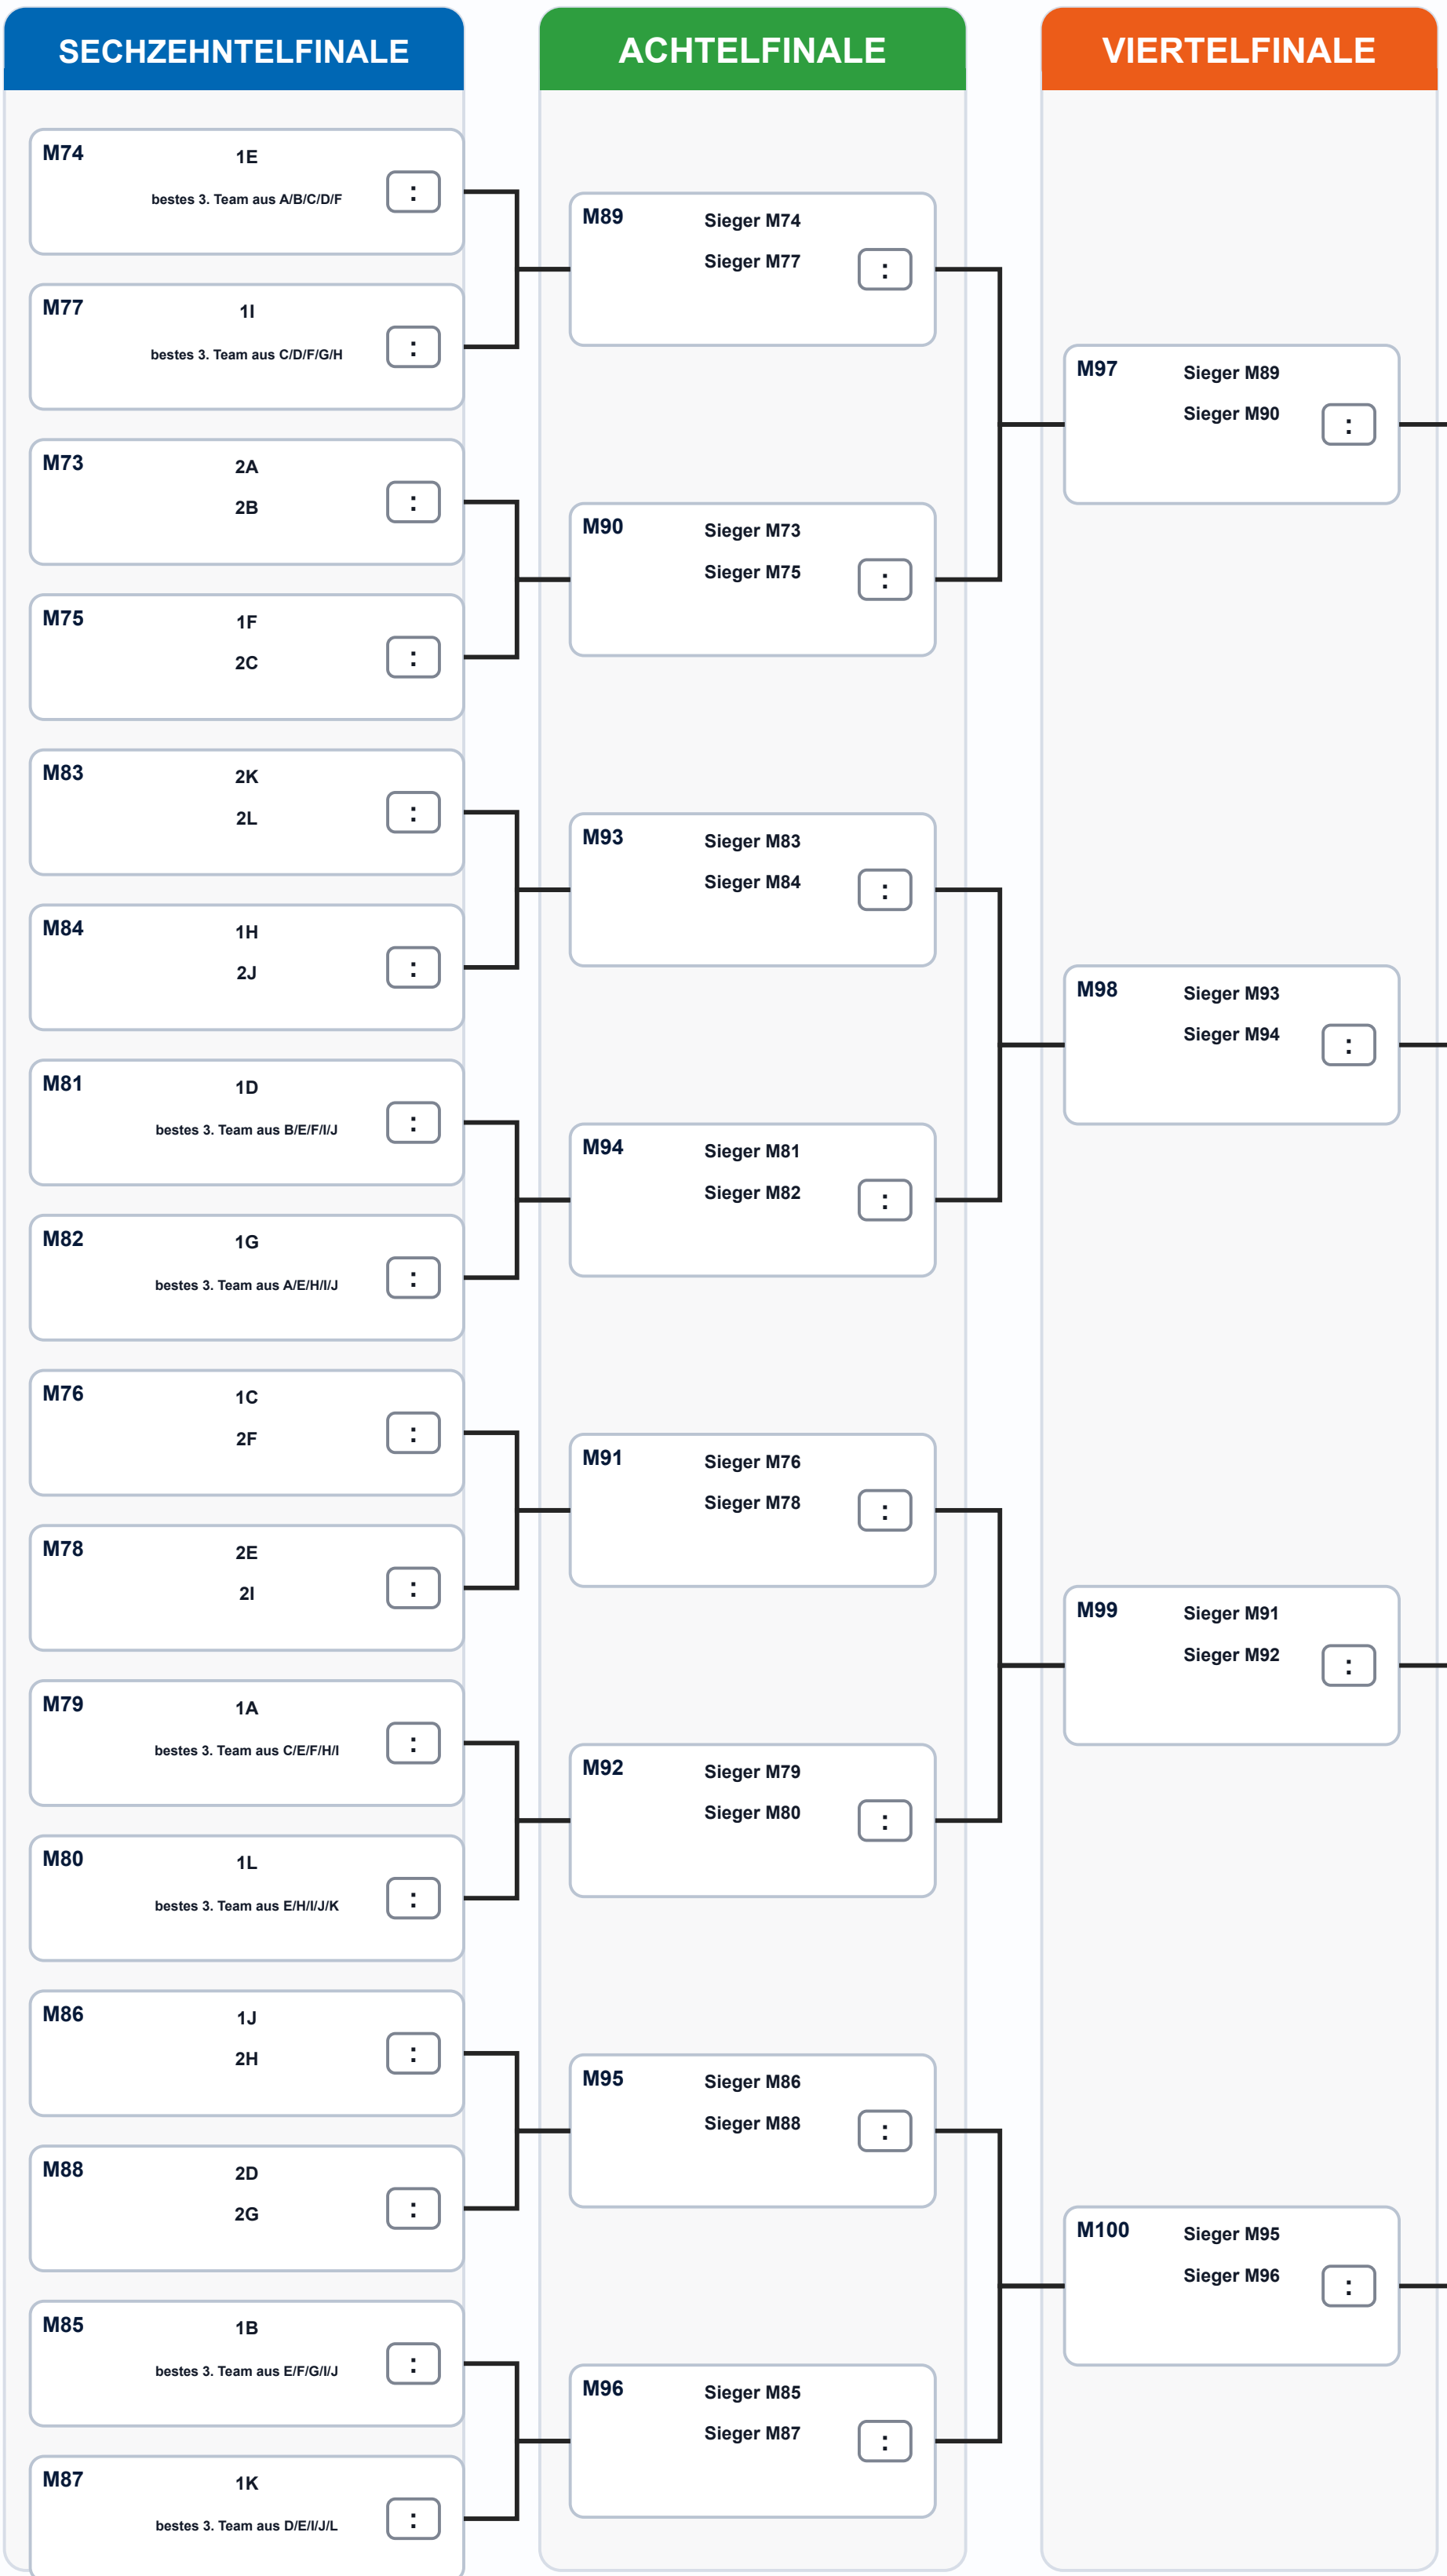 SECHZEHNTELFINALE
M74
1E
bestes 3. Team aus A/B/C/D/F
:
M77
1I
bestes 3. Team aus C/D/F/G/H
:
M73
2A
2B
:
M75
1F
2C
:
M83
2K
2L
:
M84
1H
2J
:
M81
1D
bestes 3. Team aus B/E/F/I/J
:
M82
1G
bestes 3. Team aus A/E/H/I/J
:
M76
1C
2F
:
M78
2E
2I
:
M79
1A
bestes 3. Team aus C/E/F/H/I
:
M80
1L
bestes 3. Team aus E/H/I/J/K
:
M86
1J
2H
:
M88
2D
2G
:
M85
1B
bestes 3. Team aus E/F/G/I/J
:
M87
1K
bestes 3. Team aus D/E/I/J/L
:
ACHTELFINALE
M89
Sieger M74
Sieger M77
:
M90
Sieger M73
Sieger M75
:
M93
Sieger M83
Sieger M84
:
M94
Sieger M81
Sieger M82
:
M91
Sieger M76
Sieger M78
:
M92
Sieger M79
Sieger M80
:
M95
Sieger M86
Sieger M88
:
M96
Sieger M85
Sieger M87
:
VIERTELFINALE
M97
Sieger M89
Sieger M90
:
M98
Sieger M93
Sieger M94
:
M99
Sieger M91
Sieger M92
:
M100
Sieger M95
Sieger M96
: